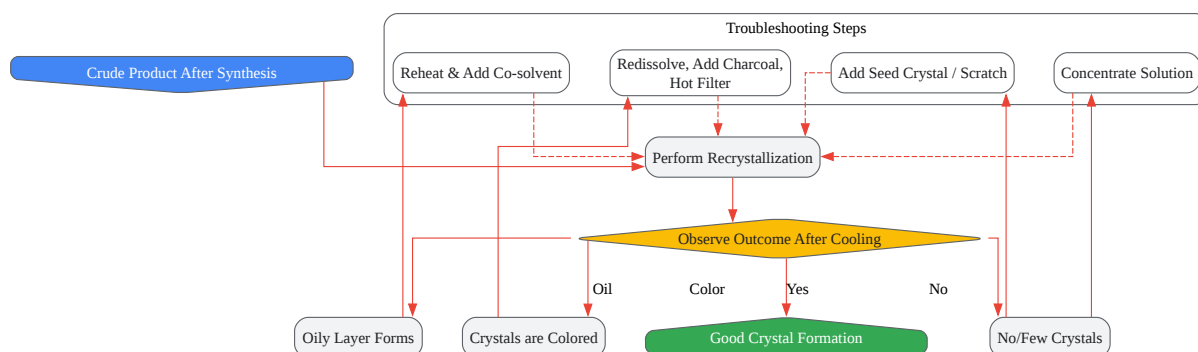 Troubleshooting Steps
Crude Product After Synthesis
Reheat & Add Co-solvent
Redissolve, Add Charcoal,
Hot Filter
Add Seed Crystal / Scratch
Concentrate Solution
Perform Recrystallization
Observe Outcome After Cooling
Oil
Color
Yes
No
Oily Layer Forms
Crystals are Colored
Good Crystal Formation
No/Few Crystals